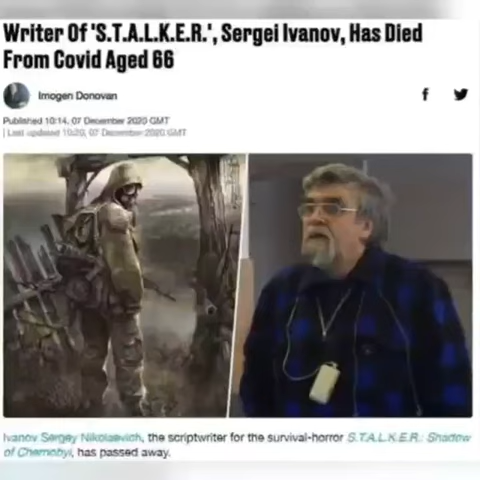 Writer Of 'S.T.A.L.K.E.R.', Sergei Ivanov, Has Died
From Covid Aged 66
Imogen Donovan
Published 10:14, 07 December 2020 GMT
| Last updated 10:20, 07 December 2020 GMT
Ivanov Sergey Nikolaevich, the scriptwriter for the survival-horror S.T.A.L.K.E.R.: Shadow
of Chernobyl, has passed away.